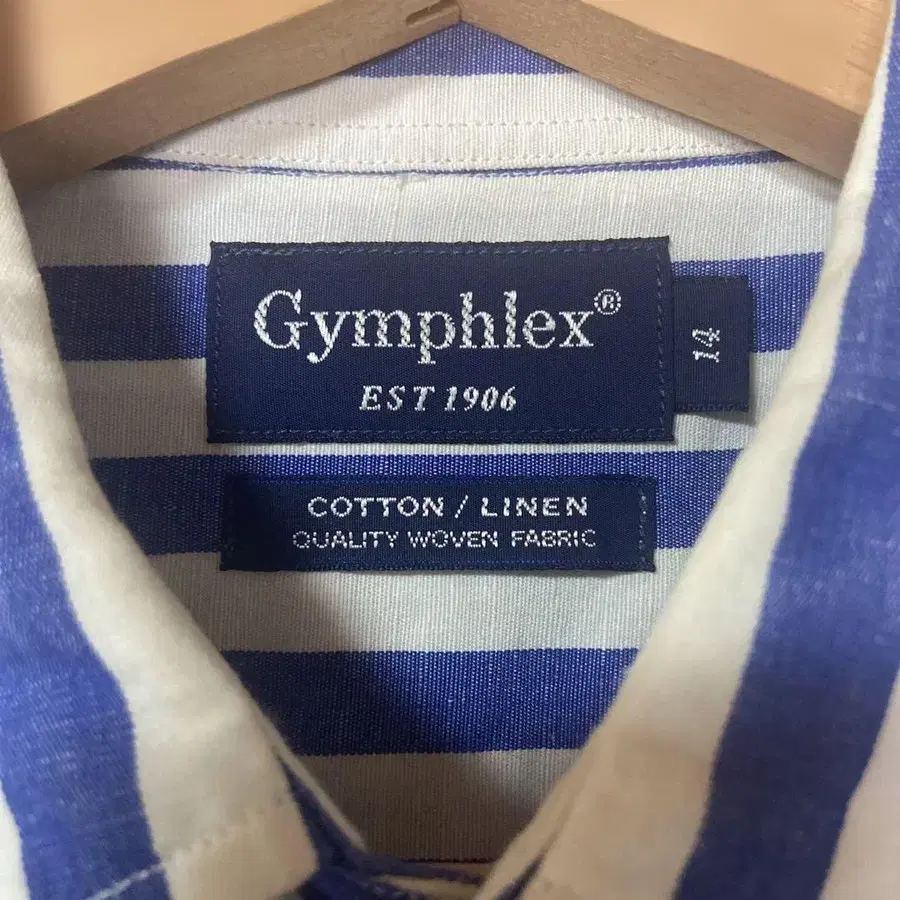 Gymphlex®
EST 1906
14
COTTON / LINEN
QUALITY WOVEN FABRIC